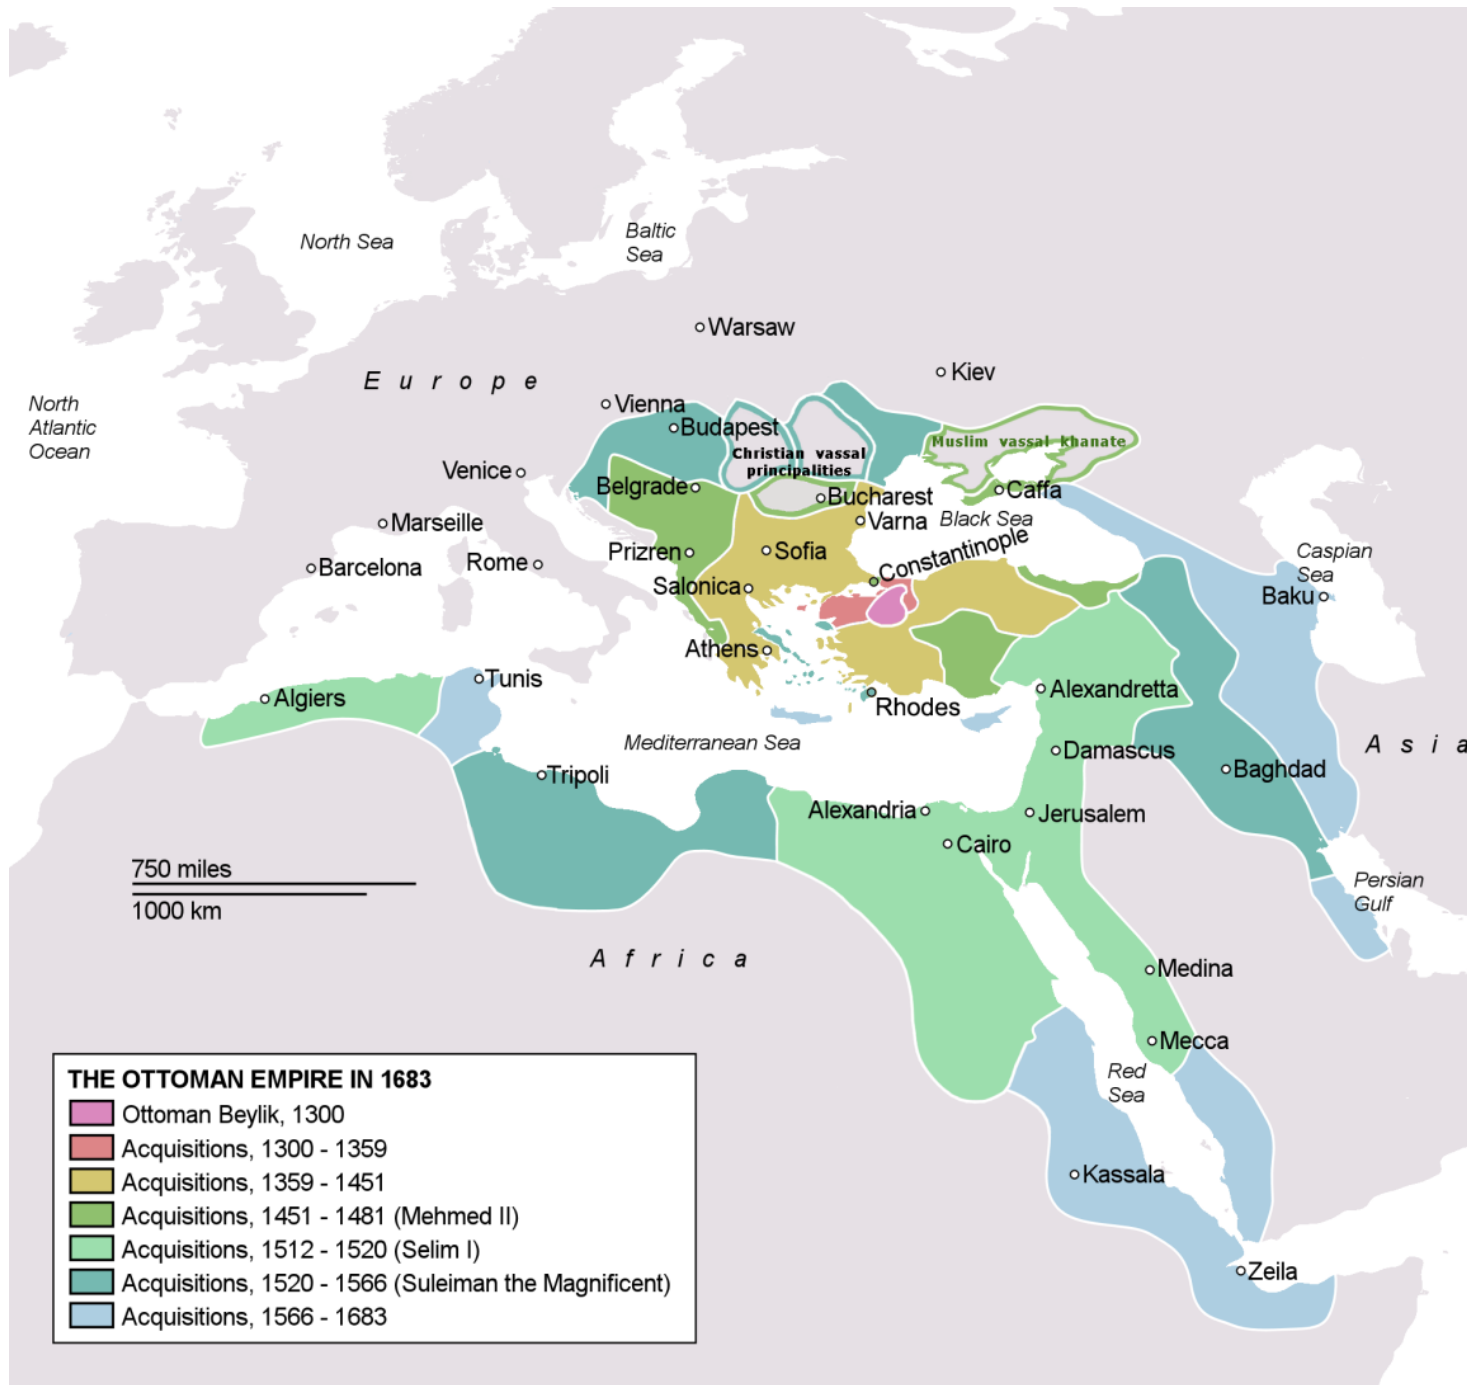 North Sea
Baltic
Sea
Warsaw
Kiev
Europe
North
Atlantic
Ocean
Vienna
Budapest
Muslim vassal khanate
Christian vassal
principalities
Venice
Belgrade
Bucharest
Caffa
Marseille
Varna
Black Sea
Prizren
Sofia
Constantinople
Caspian
Sea
Barcelona
Rome
Salonica
Baku
Athens
Tunis
Algiers
Alexandretta
Rhodes
Mediterranean Sea
Asia
Damascus
Tripoli
Baghdad
Alexandria
Jerusalem
Cairo
750 miles
1000 km
Persian
Gulf
Africa
Medina
Mecca
Red
Sea
Kassala
Zeila
THE OTTOMAN EMPIRE IN 1683
Ottoman Beylik, 1300
Acquisitions, 1300 - 1359
Acquisitions, 1359 - 1451
Acquisitions, 1451 - 1481 (Mehmed II)
Acquisitions, 1512 - 1520 (Selim I)
Acquisitions, 1520 - 1566 (Suleiman the Magnificent)
Acquisitions, 1566 - 1683